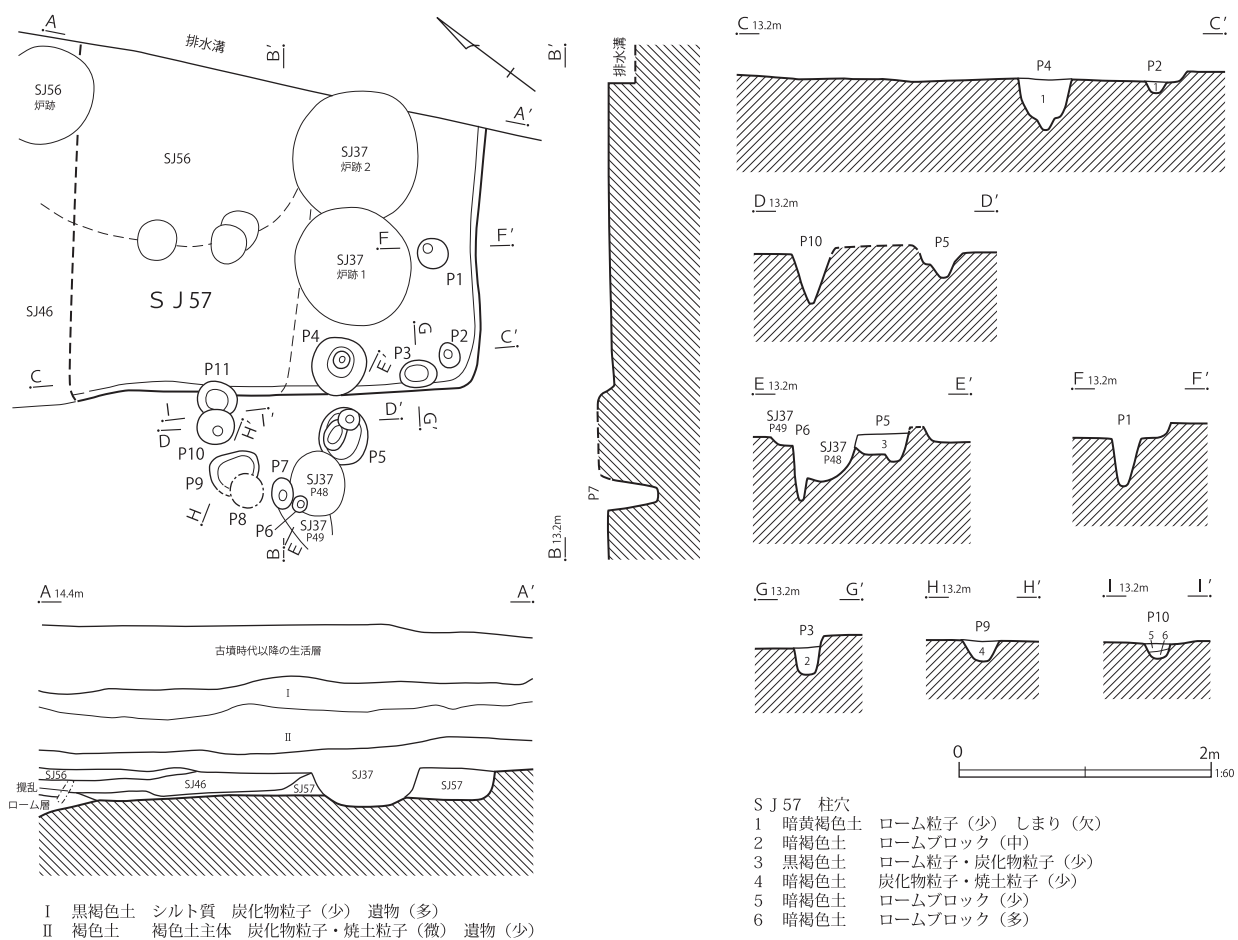 A
排水溝
B′
SJ56
炉跡
SJ56
SJ37
炉跡2
A′
F
F′
SJ37
炉跡1
P1
ＳＪ57
SJ46
P4
G
P2
C′
P3
E′
C
P11
I
I′
D
D′
H′
G′
P10
P5
P9
P7
SJ37
P48
H
P8
P6
SJ37
P49
B
E
B′
排水溝
P7
B 13.2m
C 13.2m
C′
P4
P2
1
1
D 13.2m
D′
P10
P5
E 13.2m
E′
SJ37
P49
P6
SJ37
P48
P5
3
F 13.2m
F′
P1
G 13.2m
G′
P3
2
H 13.2m
H′
P9
4
I 13.2m
I′
P10
5 6
A 14.4m
A′
古墳時代以降の生活層
Ⅰ
Ⅱ
SJ56
SJ46
SJ57
SJ37
SJ57
攪乱
ローム層
0
2m
1:60
Ⅰ　黒褐色土　シルト質　炭化物粒子（少）　遺物（多）
Ⅱ　褐色土　　褐色土主体　炭化物粒子・焼土粒子（微）　遺物（少）
ＳＪ57　柱穴
1　暗黄褐色土　ローム粒子（少）　しまり（欠）
2　暗褐色土　　ロームブロック（中）
3　黒褐色土　　ローム粒子・炭化物粒子（少）
4　暗褐色土　　炭化物粒子・焼土粒子（少）
5　暗褐色土　　ロームブロック（少）
6　暗褐色土　　ロームブロック（多）